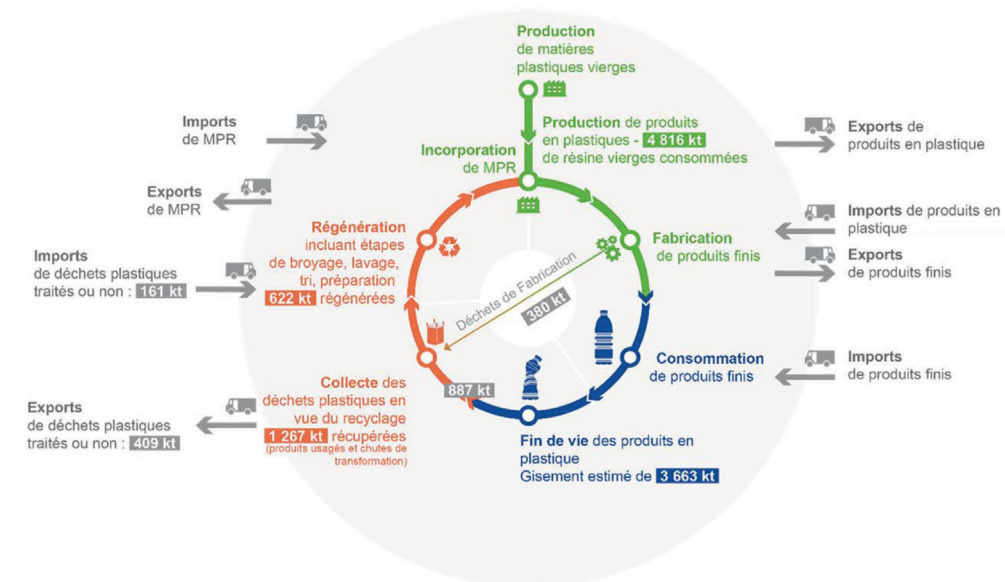 Production
de matières
plastiques vierges
Imports
de MPR
Production de produits
en plastiques - 4 816 kt
de résine vierges consommées
Exports de
produits en plastique
Incorporation
de MPR
Exports
de MPR
Imports de produits en
plastique
Régénération
incluant étapes
de broyage, lavage,
tri, préparation
622 kt régénérées
Fabrication
de produits finis
Exports
de produits finis
Imports
de déchets plastiques
traités ou non : 161 kt
Déchets de Fabrication
380 kt
Consommation
de produits finis
Imports
de produits finis
887 kt
Collecte des
déchets plastiques en
vue du recyclage
1 267 kt récupérées
(produits usagés et chutes de
transformation)
Exports
de déchets plastiques
traités ou non : 409 kt
Fin de vie des produits en
plastique
Gisement estimé de 3 663 kt